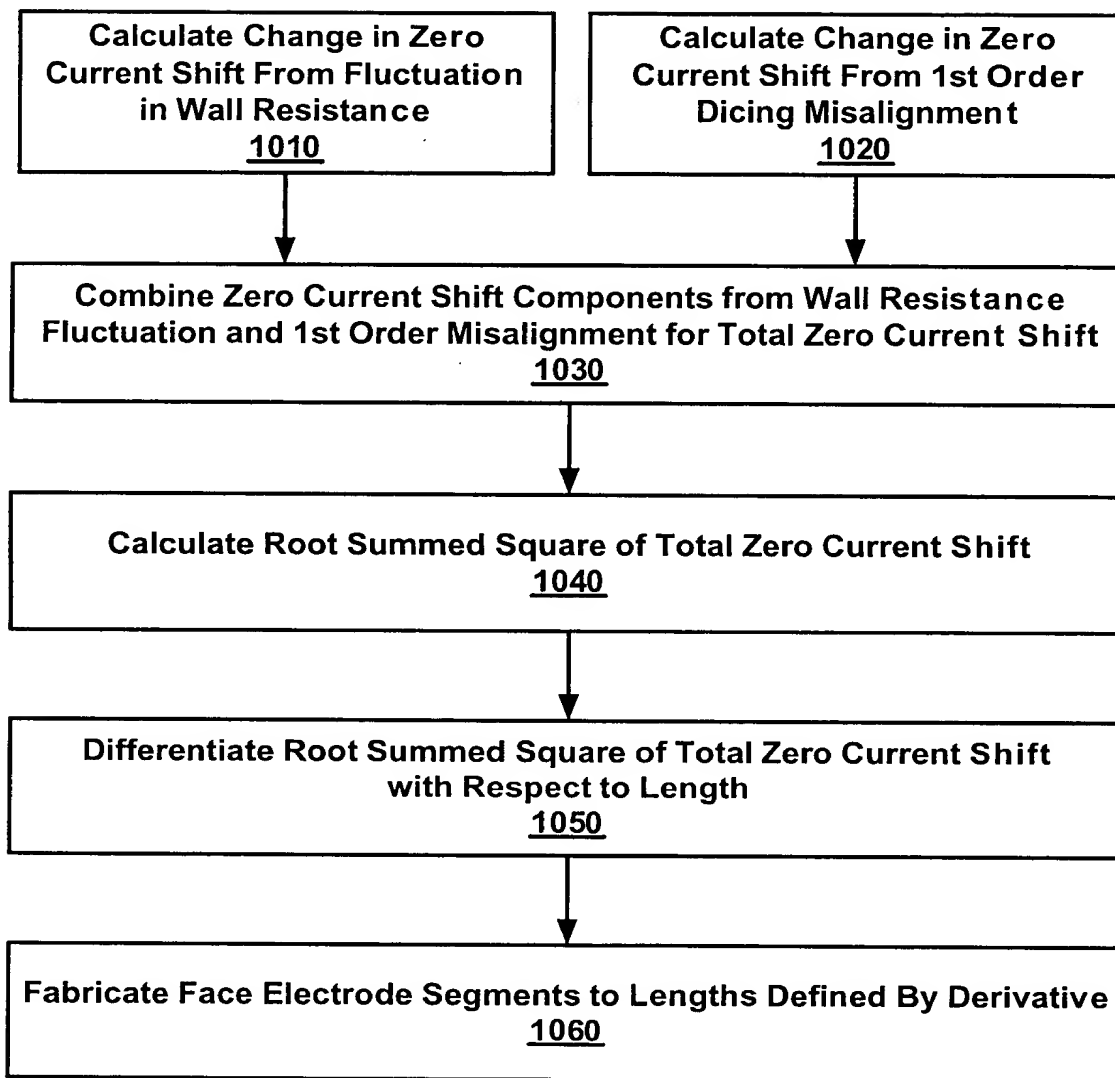 Calculate Change in Zero
Current Shift From Fluctuation
in Wall Resistance
1010
Calculate Change in Zero
Current Shift From 1st Order
Dicing Misalignment
1020
Combine Zero Current Shift Components from Wall Resistance
Fluctuation and 1st Order Misalignment for Total Zero Current Shift
1030
Calculate Root Summed Square of Total Zero Current Shift
1040
Differentiate Root Summed Square of Total Zero Current Shift
with Respect to Length
1050
Fabricate Face Electrode Segments to Lengths Defined By Derivative
1060